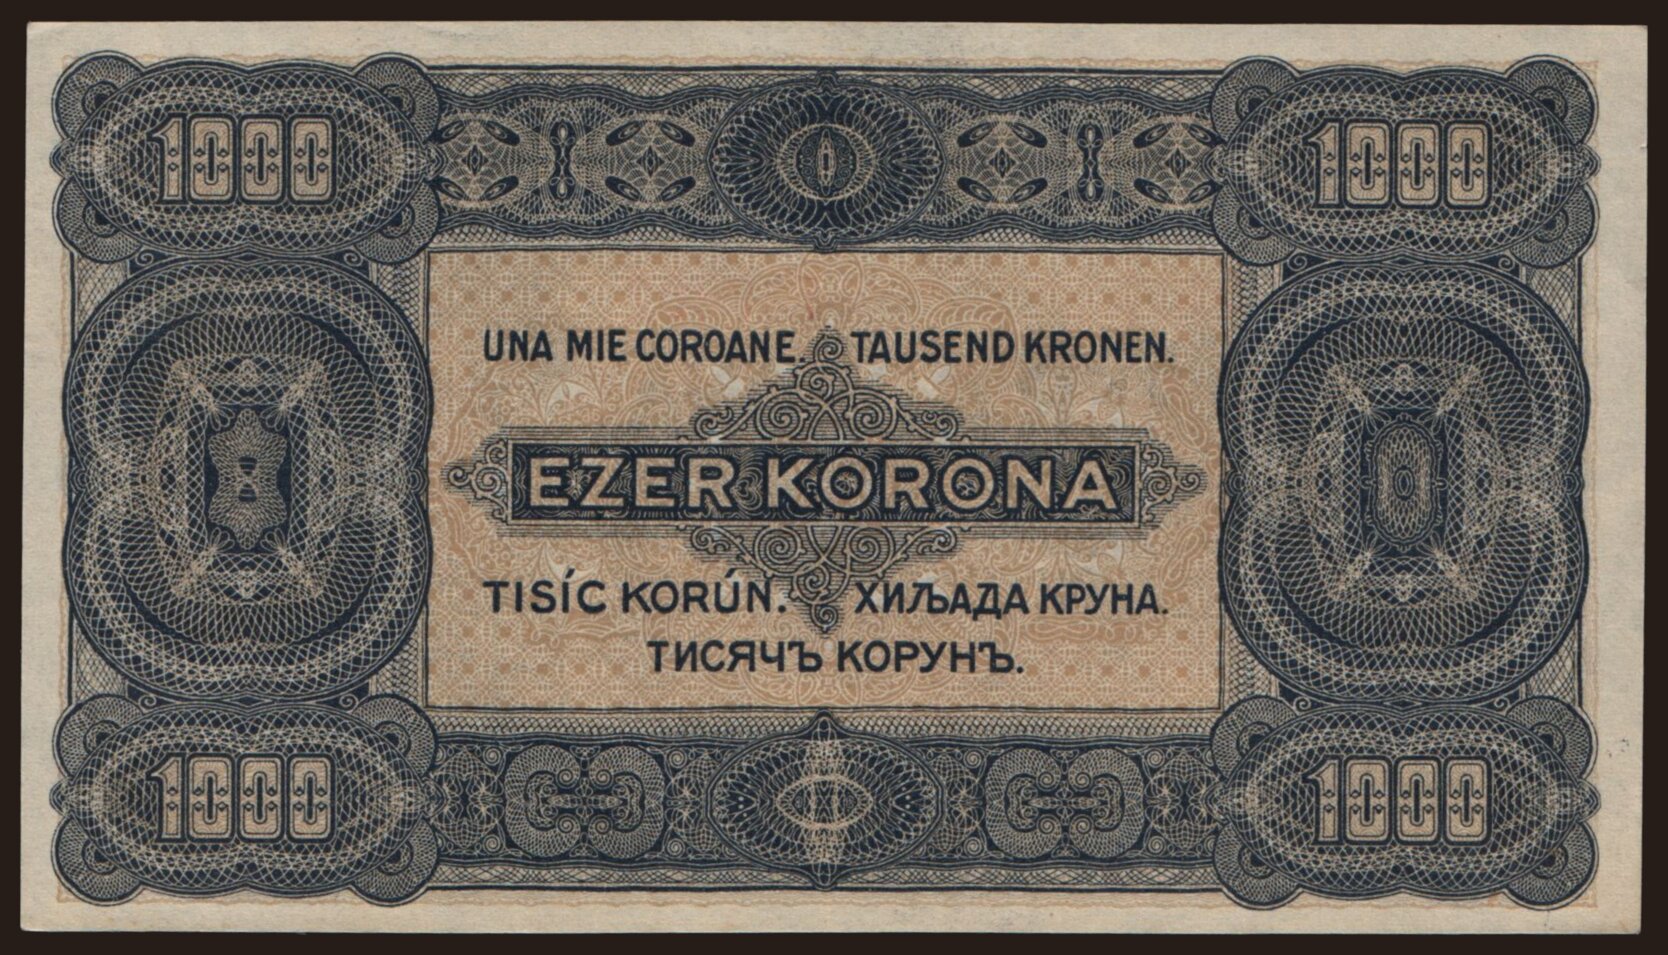 1000 1000
UNA MIE COROANE. TAUSEND KRONEN.
EZER KORONA
TISÍC KORÚN. ХИЉАДА КРУНА.
ТИСЯЧЪ КОРУНЪ.
1000 1000